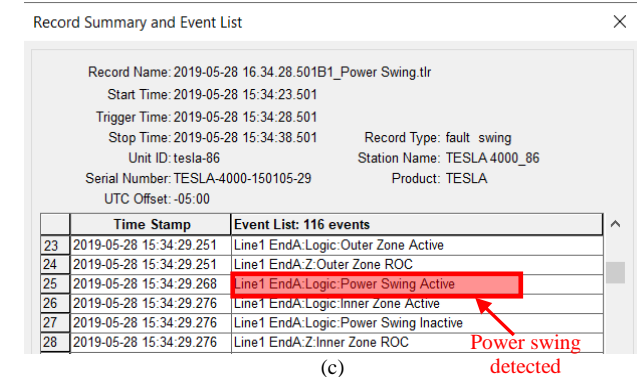 Record Summary and Event List
Record Name: 2019-05-28 16.34.28.501B1_Power Swing.tlr
Start Time: 2019-05-28 15:34:23.501
Trigger Time: 2019-05-28 15:34:28.501
Stop Time: 2019-05-28 15:34:38.501 Record Type: fault swing
Unit ID: tesla-86 Station Name: TESLA 4000_86
Serial Number: TESLA-4000-150105-29 Product: TESLA
UTC Offset: -05:00
Time Stamp Event List: 116 events
23 2019-05-28 15:34:29.251 Line1 EndA:Logic:Outer Zone Active
24 2019-05-28 15:34:29.251 Line1 EndA:Z:Outer Zone ROC
25 2019-05-28 15:34:29.268 Line1 EndA:Logic:Power Swing Active
26 2019-05-28 15:34:29.276 Line1 EndA:Logic:Inner Zone Active
27 2019-05-28 15:34:29.276 Line1 EndA:Logic:Power Swing Inactive
28 2019-05-28 15:34:29.276 Line1 EndA:Z:Inner Zone ROC
Power swing
detected
(c)